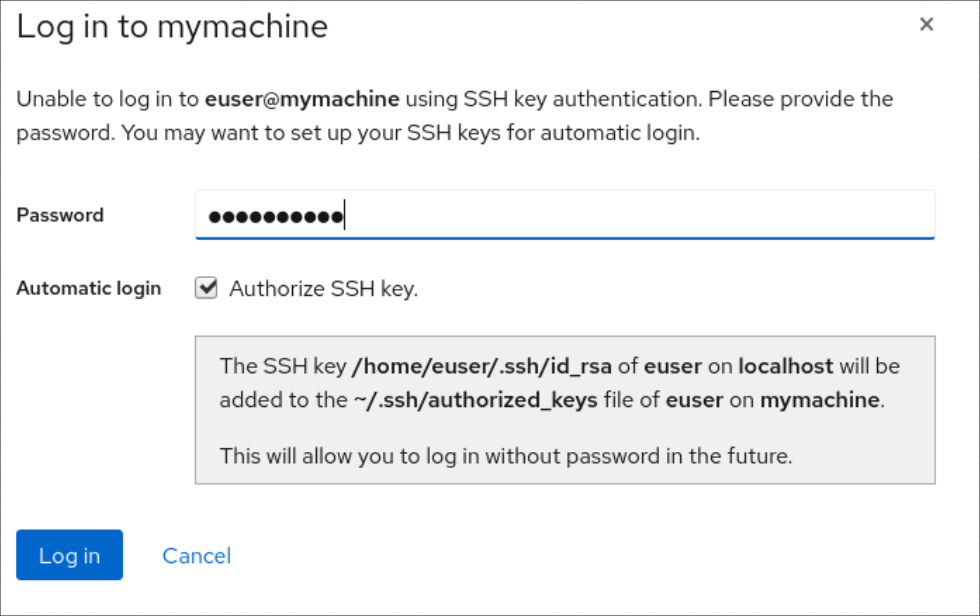 Log in to mymachine
Unable to log in to euser@mymachine using SSH key authentication. Please provide the
password. You may want to set up your SSH keys for automatic login.
Password ●●●●●●●●●●
Automatic login Authorize SSH key.
The SSH key /home/euser/.ssh/id_rsa of euser on localhost will be
added to the ~/.ssh/authorized_keys file of euser on mymachine.
This will allow you to log in without password in the future.
Log in Cancel